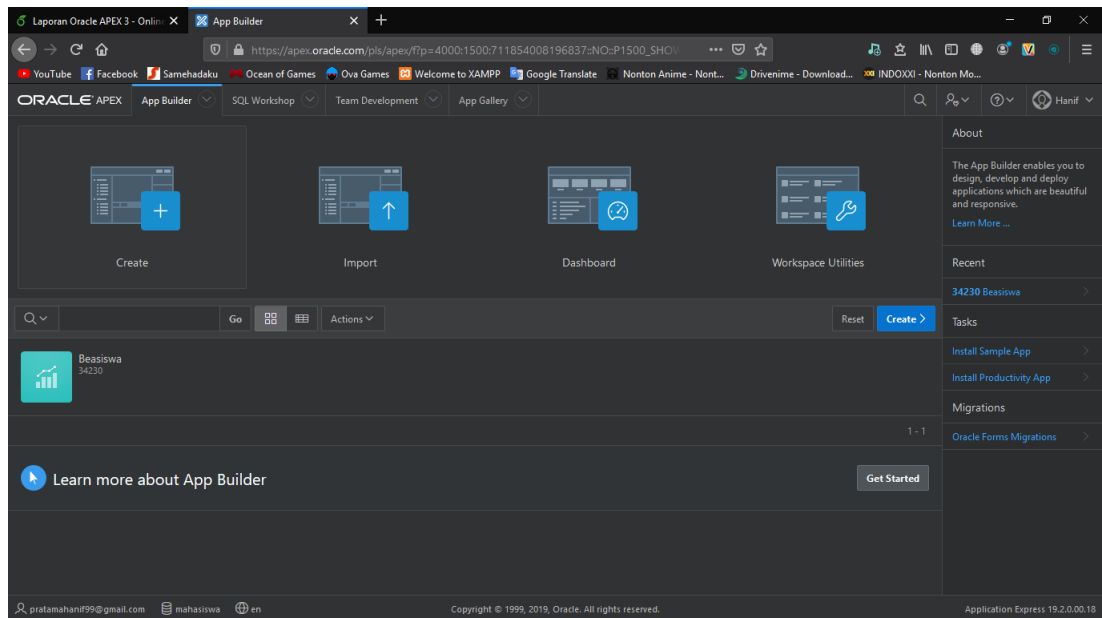 Laporan Oracle APEX 3 - Online
App Builder
https://apex.oracle.com/pls/apex/f?p=4000:1500:711854008196837::NO::P1500_SHOW
YouTube Facebook Samehadaku Ocean of Games Ova Games Welcome to XAMPP Google Translate Nonton Anime - Nont... Drivenime - Download... INDOXXI - Nonton Mo...
ORACLE APEX App Builder SQL Workshop Team Development App Gallery Hanif
Create
Import
Dashboard
Workspace Utilities
Go Actions Reset Create
Beasiswa
34230
1 - 1
Learn more about App Builder Get Started
About
The App Builder enables you to
design, develop and deploy
applications which are beautiful
and responsive.
Learn More ...
Recent
34230 Beasiswa
Tasks
Install Sample App
Install Productivity App
Migrations
Oracle Forms Migrations
pratamahanif99@gmail.com mahasiswa en Copyright © 1999, 2019, Oracle. All rights reserved. Application Express 19.2.0.00.18